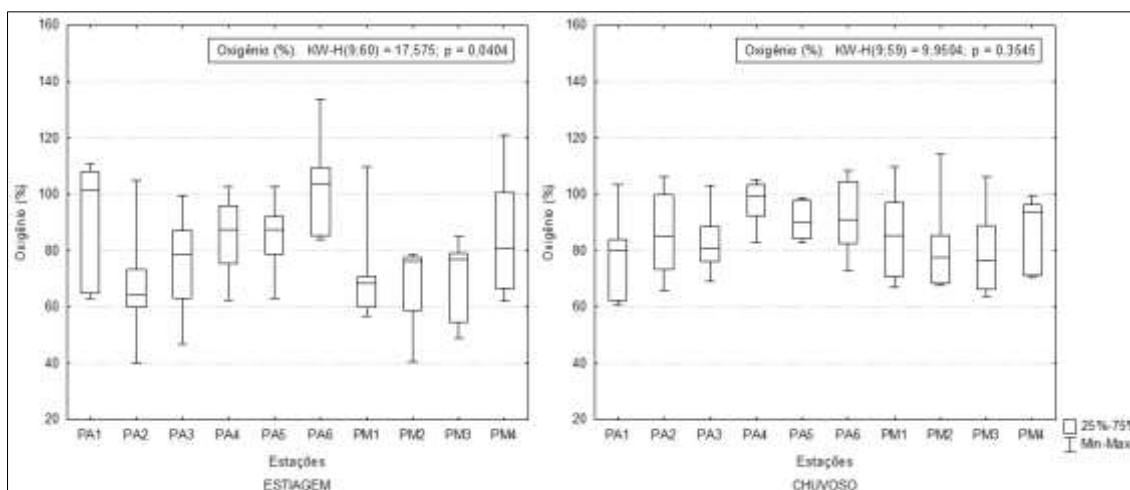 Oxigênio (%): KW-H(9;60) = 17,575; p = 0,0404
160
140
120
100
80
60
40
20
Oxigênio (%)
PA1 PA2 PA3 PA4 PA5 PA6 PM1 PM2 PM3 PM4
Estações
ESTIAGEM
Oxigênio (%): KW-H(9;59) = 9,9504; p = 0.3545
160
140
120
100
80
60
40
20
Oxigênio (%)
PA1 PA2 PA3 PA4 PA5 PA6 PM1 PM2 PM3 PM4
Estações
CHUVOSO
25%-75%
Min-Max